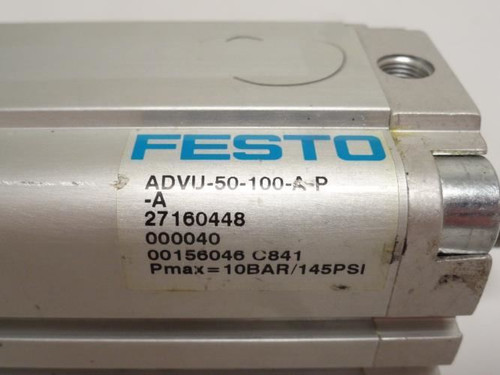 FESTO
ADVU-50-100-A-P
-A
27160448
000040
00156046 C841
Pmax=10BAR/145PSI